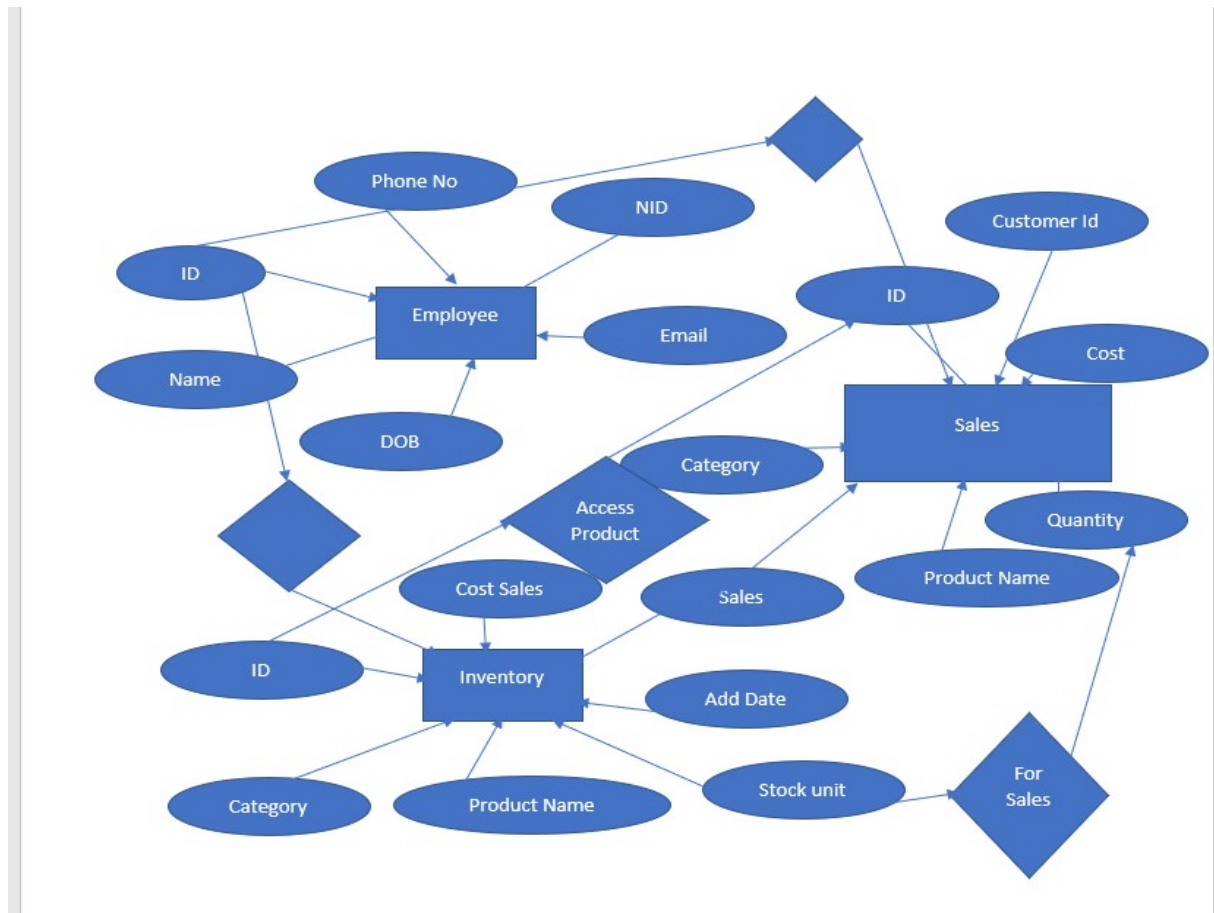 Phone No
NID
Customer Id
ID
ID
Employee
Email
Cost
Name
Sales
DOB
Category
Access
Product
Quantity
Cost Sales
Sales
Product Name
ID
Inventory
Add Date
For
Sales
Stock unit
Category
Product Name